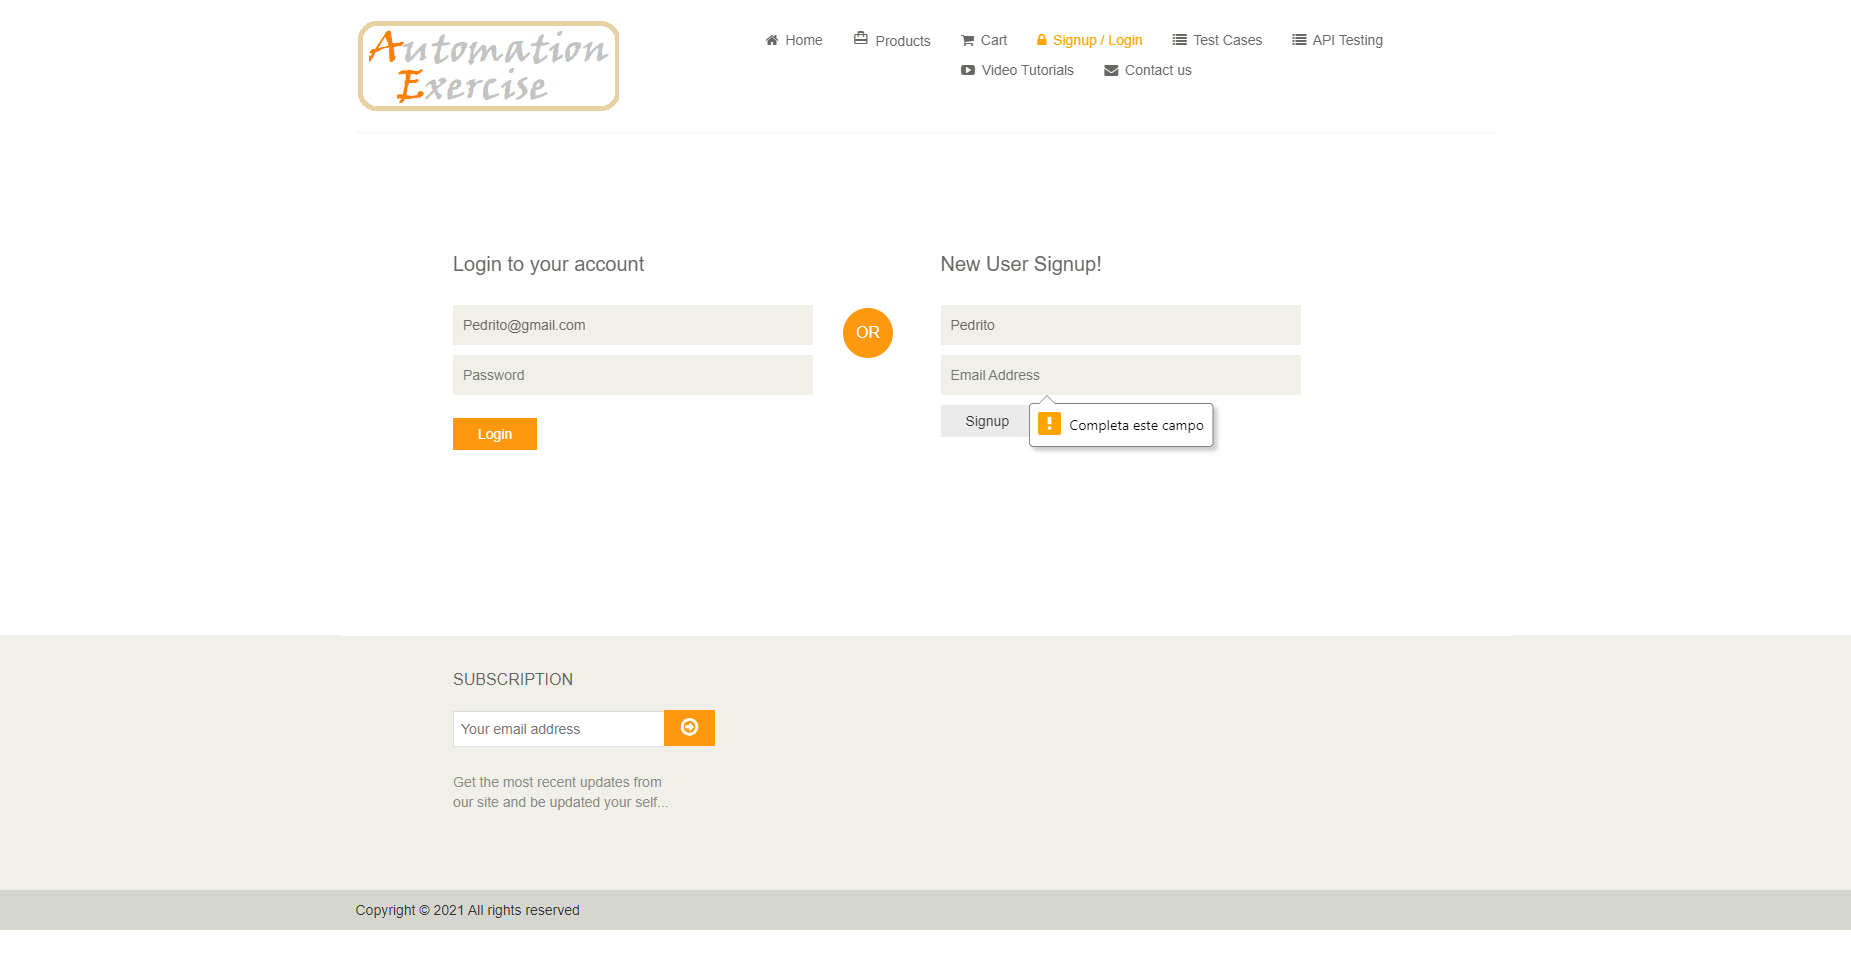 Automation
Exercise
Home
Products
Cart
Signup / Login
Test Cases
API Testing
Video Tutorials
Contact us
Login to your account
New User Signup!
Pedrito@gmail.com
OR
Pedrito
Password
Email Address
Login
Signup
Completa este campo
SUBSCRIPTION
Your email address
Get the most recent updates from
our site and be updated your self...
Copyright © 2021 All rights reserved